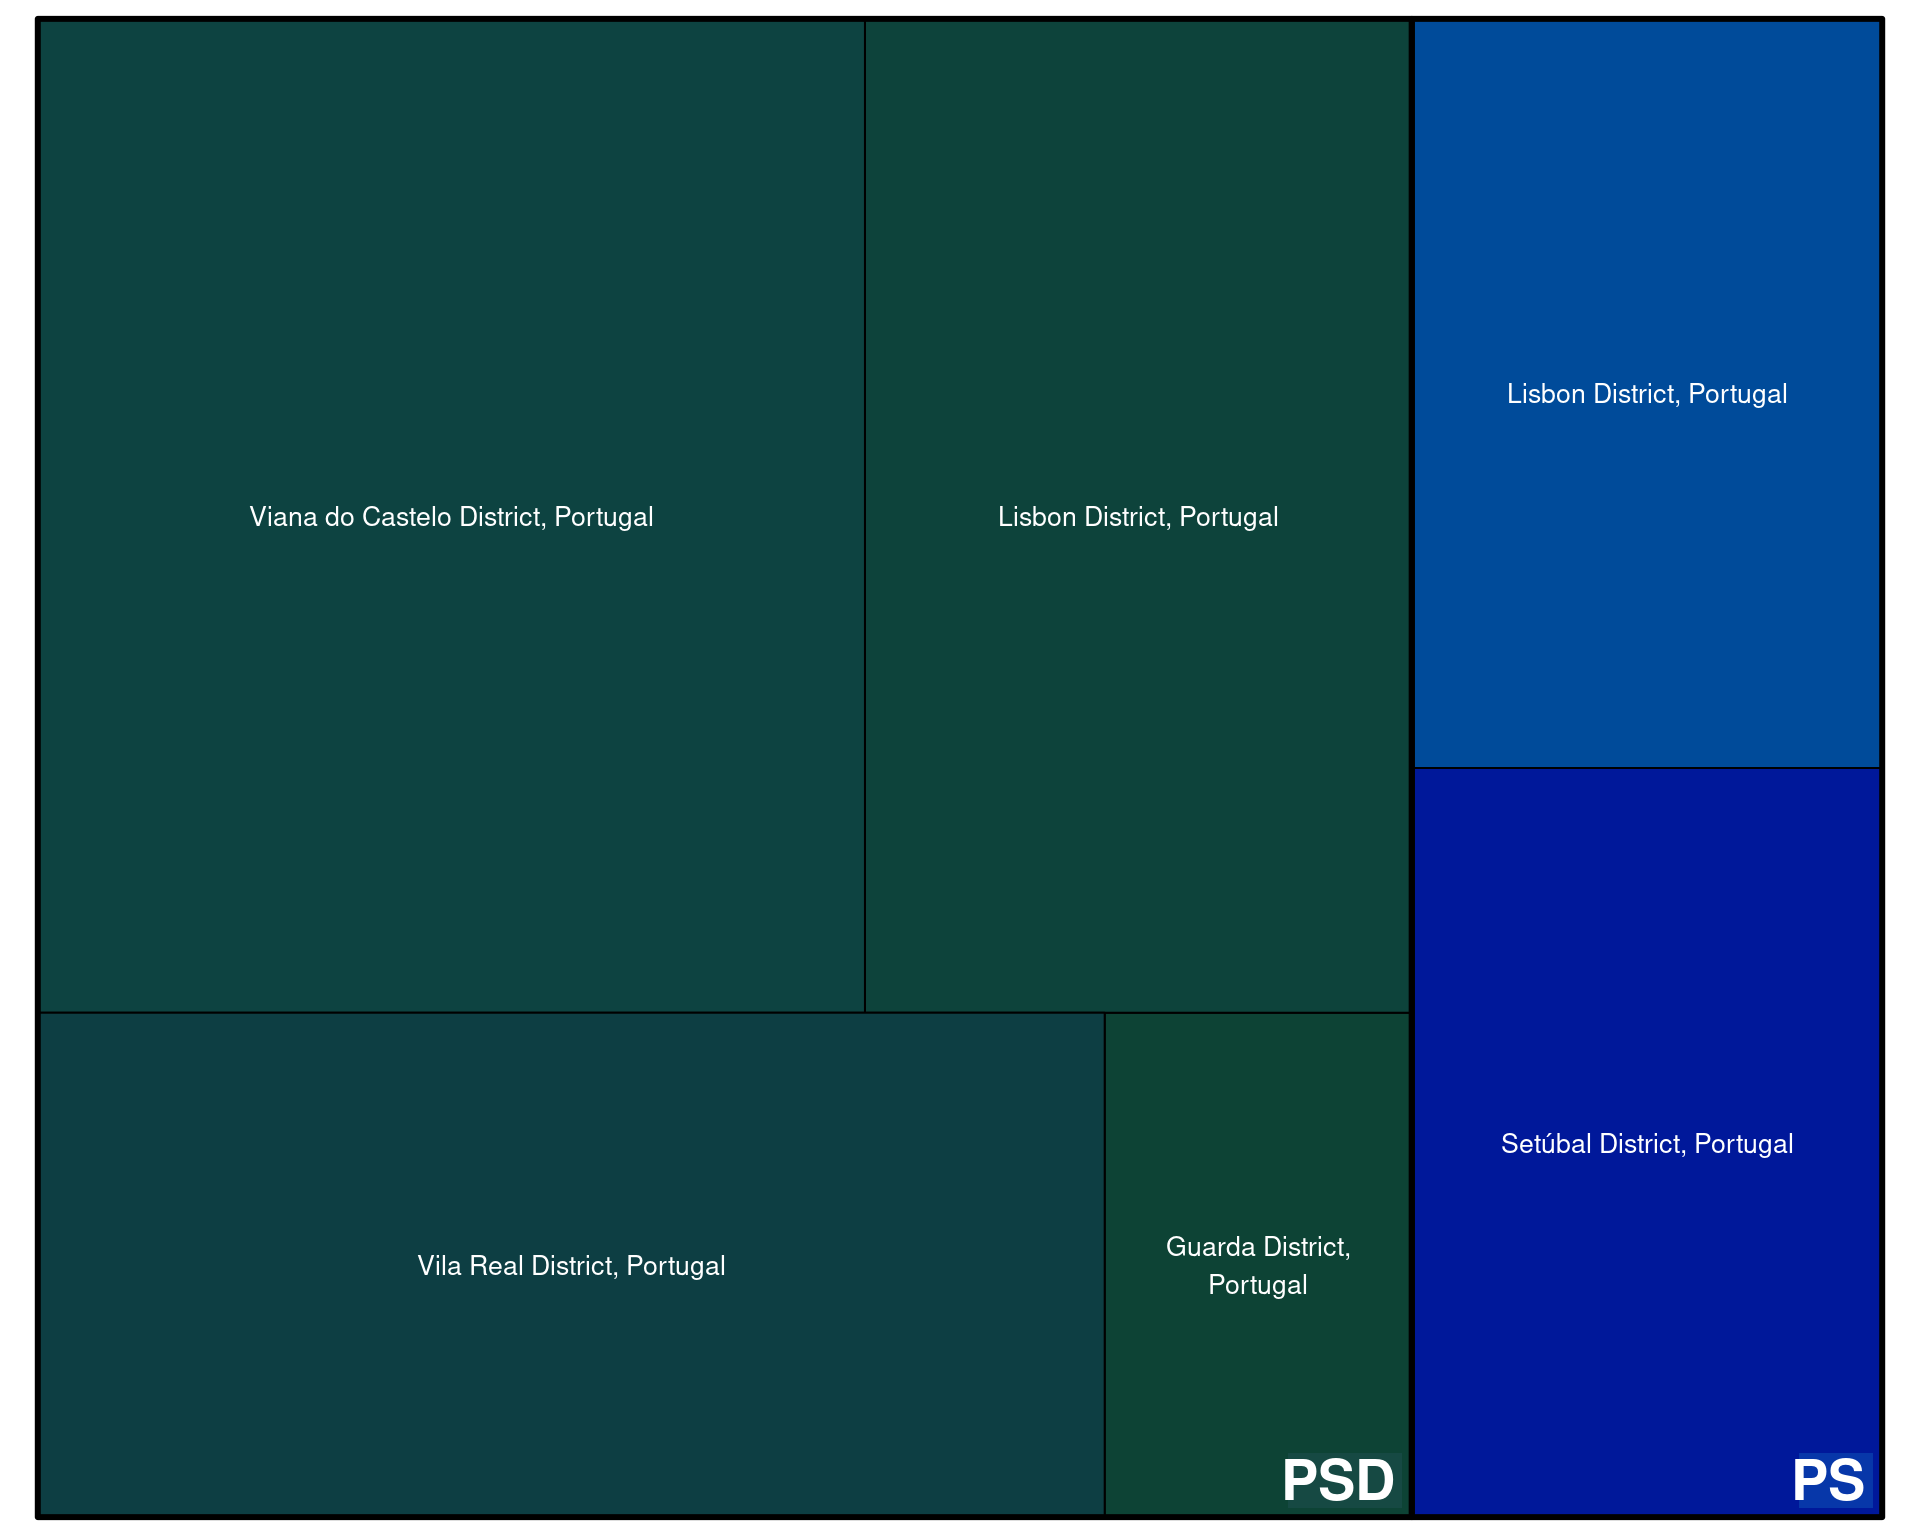 Viana do Castelo District, Portugal
Lisbon District, Portugal
Vila Real District, Portugal
Guarda District,
Portugal
PSD
Lisbon District, Portugal
Setúbal District, Portugal
PS